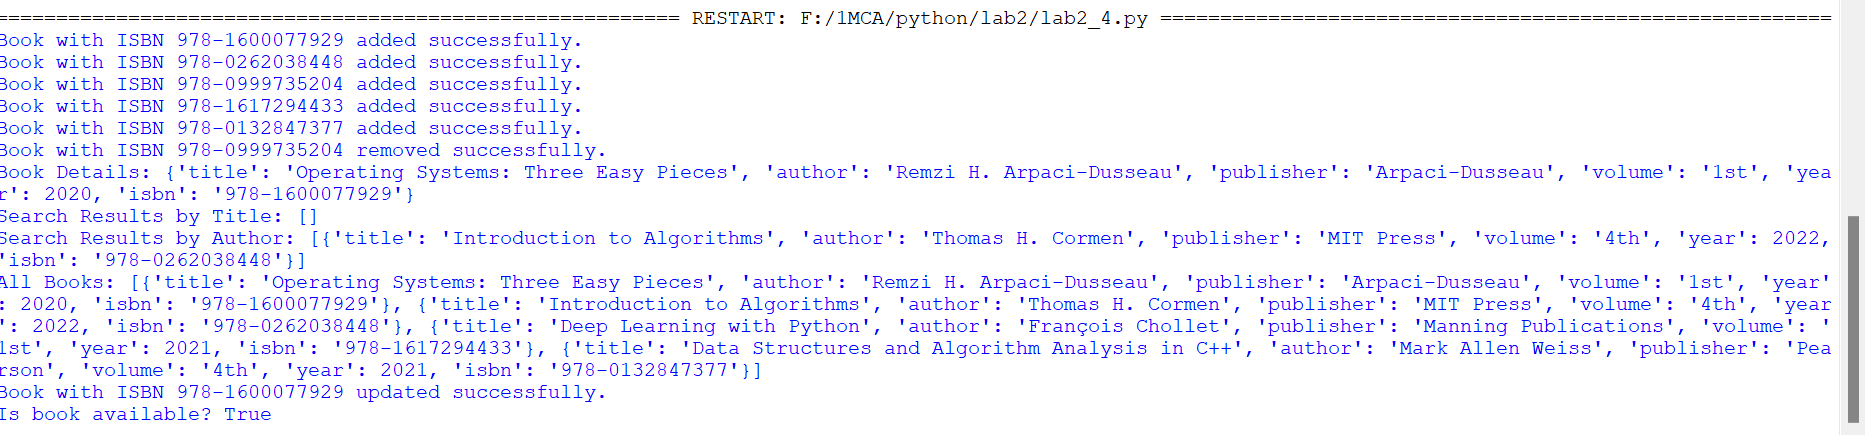 ========================================================= RESTART: F:/1MCA/python/lab2/lab2_4.py ========================================================
Book with ISBN 978-1600077929 added successfully.
Book with ISBN 978-0262038448 added successfully.
Book with ISBN 978-0999735204 added successfully.
Book with ISBN 978-1617294433 added successfully.
Book with ISBN 978-0132847377 added successfully.
Book with ISBN 978-0999735204 removed successfully.
Book Details: {'title': 'Operating Systems: Three Easy Pieces', 'author': 'Remzi H. Arpaci-Dusseau', 'publisher': 'Arpaci-Dusseau', 'volume': '1st', 'yea
r': 2020, 'isbn': '978-1600077929'}
Search Results by Title: []
Search Results by Author: [{'title': 'Introduction to Algorithms', 'author': 'Thomas H. Cormen', 'publisher': 'MIT Press', 'volume': '4th', 'year': 2022,
'isbn': '978-0262038448'}]
All Books: [{'title': 'Operating Systems: Three Easy Pieces', 'author': 'Remzi H. Arpaci-Dusseau', 'publisher': 'Arpaci-Dusseau', 'volume': '1st', 'year'
: 2020, 'isbn': '978-1600077929'}, {'title': 'Introduction to Algorithms', 'author': 'Thomas H. Cormen', 'publisher': 'MIT Press', 'volume': '4th', 'year
': 2022, 'isbn': '978-0262038448'}, {'title': 'Deep Learning with Python', 'author': 'François Chollet', 'publisher': 'Manning Publications', 'volume': '
1st', 'year': 2021, 'isbn': '978-1617294433'}, {'title': 'Data Structures and Algorithm Analysis in C++', 'author': 'Mark Allen Weiss', 'publisher': 'Pea
rson', 'volume': '4th', 'year': 2021, 'isbn': '978-0132847377'}]
Book with ISBN 978-1600077929 updated successfully.
Is book available? True